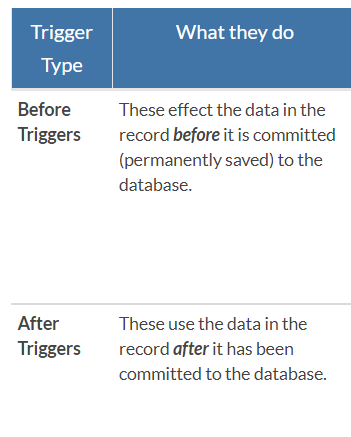 Trigger What they do
Type
Before These effect the data in the
Triggers record before it is committed
(permanently saved) to the
database.
After These use the data in the
Triggers record after it has been
committed to the database.